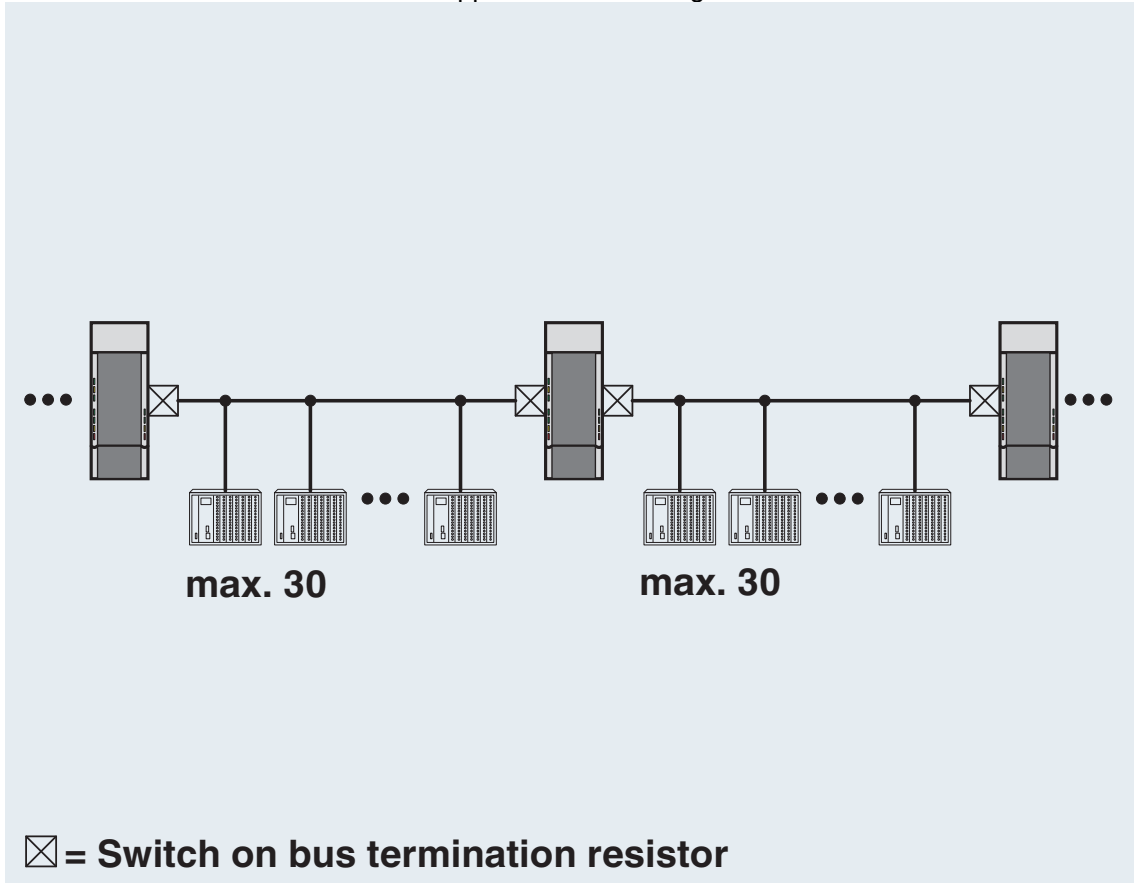 max. 30
max. 30
= Switch on bus termination resistor